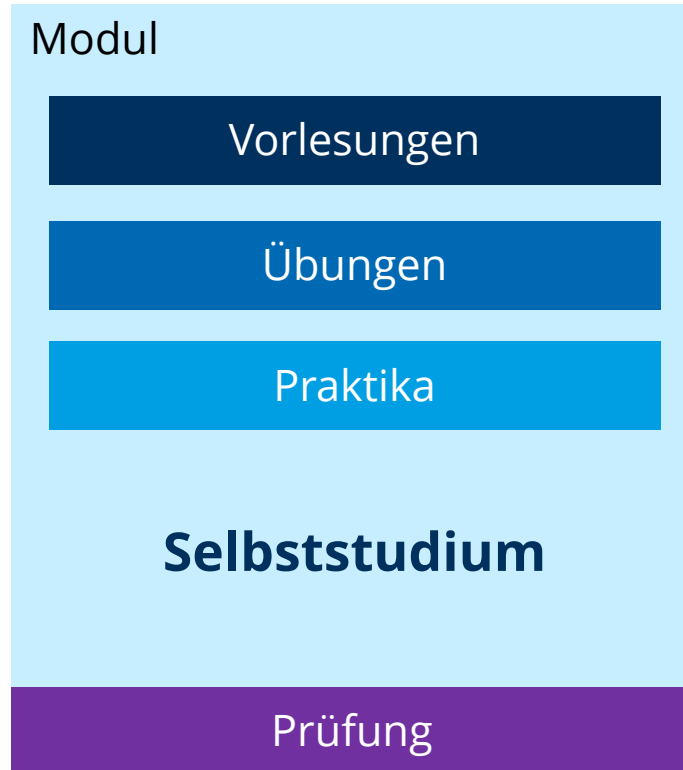 Modul
Vorlesungen
Übungen
Praktika
Selbststudium
Prüfung